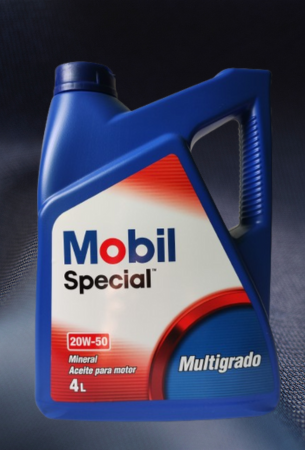 Mobil
Special™
20W-50
Mineral
Aceite para motor
4L
Multigrado